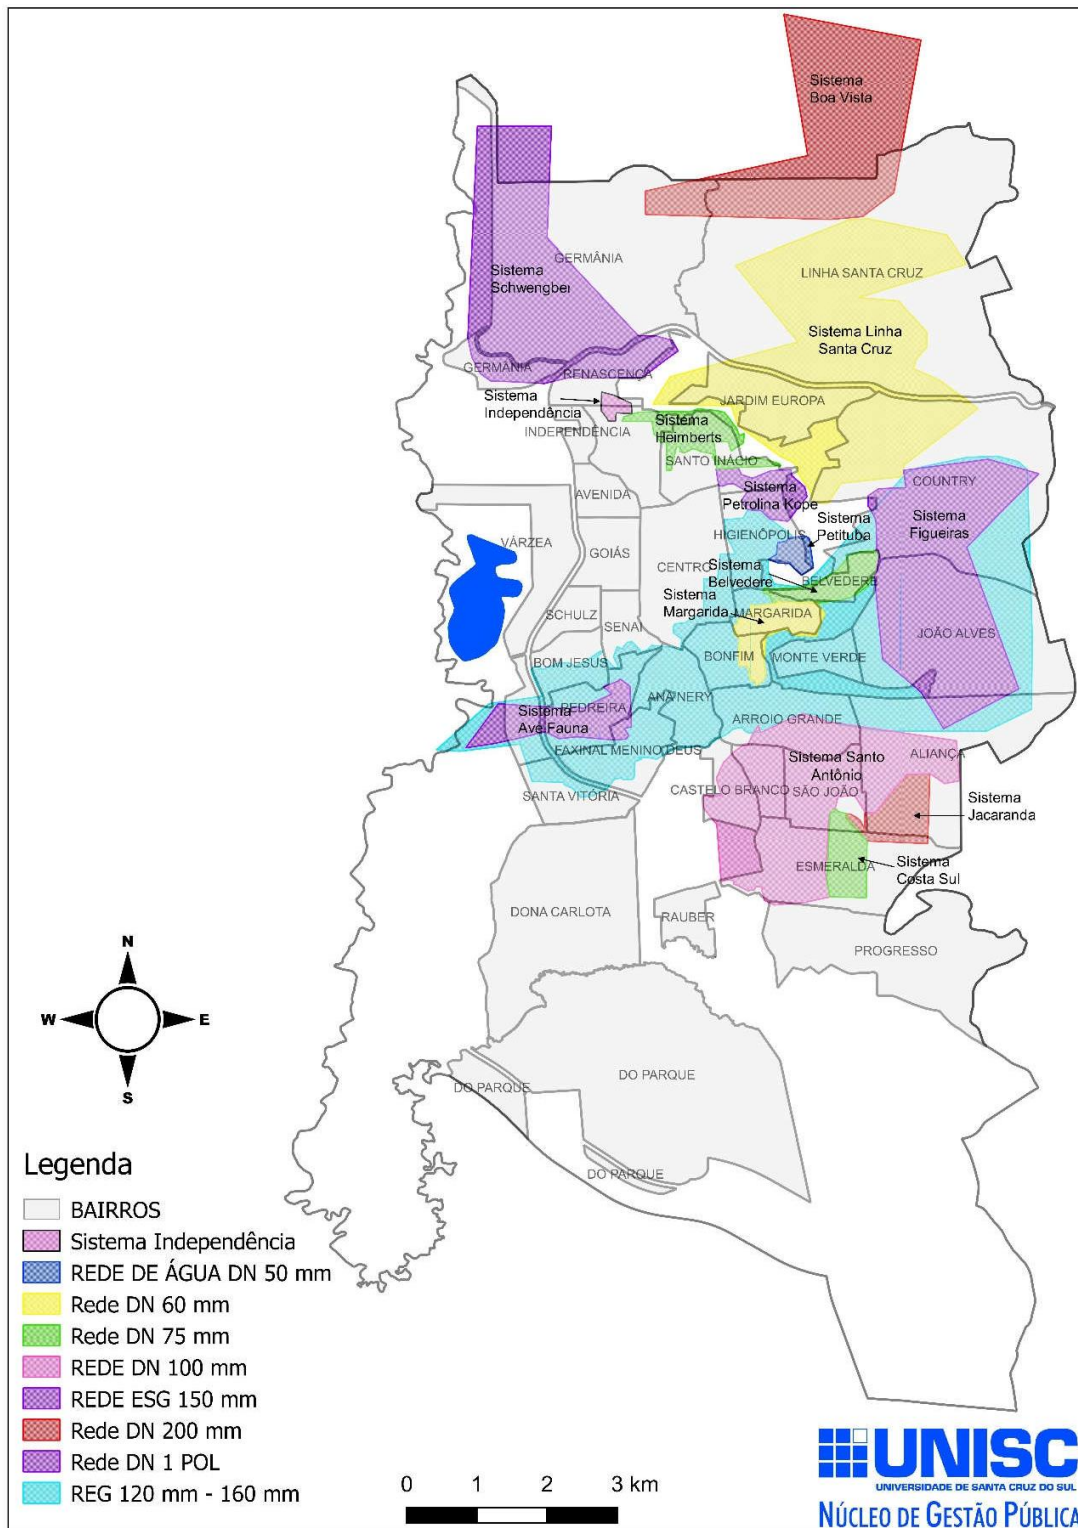 Sistema
Boa Vista
GERMÂNIA
Sistema
Schwengbei
LINHA SANTA CRUZ
Sistema Linha
Santa Cruz
GERMÂNIA
RENASCENÇA
Sistema
Independência
JARDIM EUROPA
INDEPENDÊNCIA
Sistema
Heimberts
SANTO INÁCIO
Sistema
Petrolina Kope
COUNTRY
AVENIDA
Sistema
Figueiras
Sistema
Petituba
HIGIENÓPOLIS
VÁRZEA
GOIÁS
CENTRO
Sistema
Belvedere
BELVEDERE
Sistema
Margarida
MARGARIDA
SCHULZ
SENAI
JOÃO ALVES
BONFIM
MONTE VERDE
BOM JESUS
ANA NERY
PEDREIRA
Sistema
Ave Fauna
ARROIO GRANDE
FAXINAL MENINO DEUS
Sistema Santo
Antônio
ALIANÇA
SANTA VITÓRIA
CASTELO BRANCO
SÃO JOÃO
Sistema
Jacaranda
ESMERALDA
Sistema
Costa Sul
DONA CARLOTA
RAUBER
PROGRESSO
N
W
E
S
DO PARQUE
DO PARQUE
DO PARQUE
Legenda
BAIRROS
Sistema Independência
REDE DE ÁGUA DN 50 mm
Rede DN 60 mm
Rede DN 75 mm
REDE DN 100 mm
REDE ESG 150 mm
Rede DN 200 mm
Rede DN 1 POL
REG 120 mm - 160 mm
0 1 2 3 km
UNISC
UNIVERSIDADE DE SANTA CRUZ DO SUL
NÚCLEO DE GESTÃO PÚBLICA